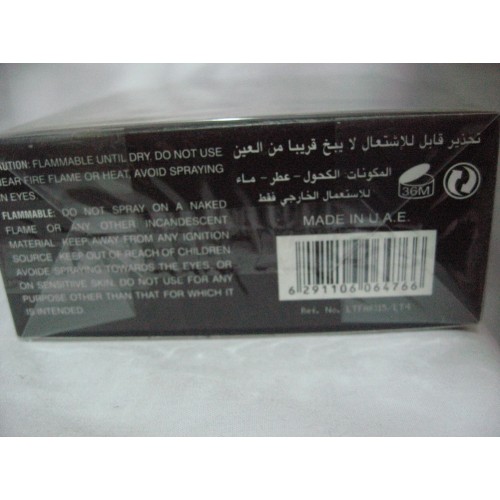 CAUTION: FLAMMABLE UNTIL DRY. DO NOT USE
NEAR FIRE FLAME OR HEAT, AVOID SPRAYING
IN EYES
FLAMMABLE: DO NOT SPRAY ON A NAKED
FLAME OR ANY OTHER INCANDESCENT
MATERIAL. KEEP AWAY FROM ANY IGNITION
SOURCE. KEEP OUT OF REACH OF CHILDREN
AVOIDE SPRAYING TOWARDS THE EYES, OR
ON SENSITIVE SKIN. DO NOT USE FOR ANY
PURPOSE OTHER THAN THAT FOR WHICH IT
IS INTENDED.
تحذير قابل للإشتعال لا يبخ قريبا من العين
المكونات الكحول - عطر - ماء
للاستعمال الخارجي فقط
36M
MADE IN U.A.E.
6 291106 064766
Ref. No.